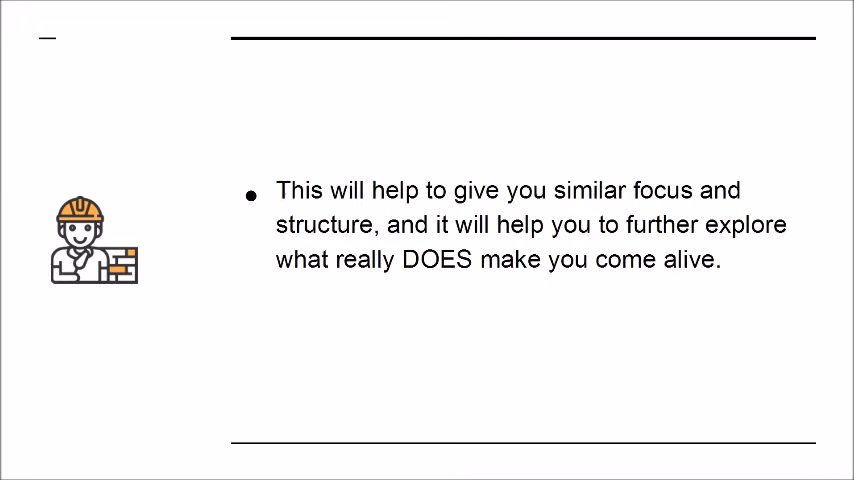 This will help to give you similar focus and
structure, and it will help you to further explore
what really DOES make you come alive.